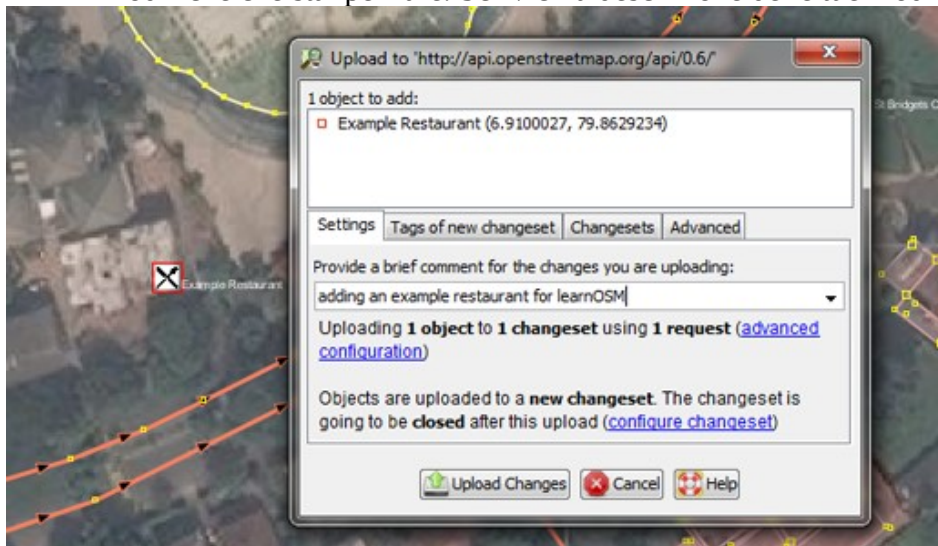 Upload to 'http://api.openstreetmap.org/api/0.6/'
1 object to add:
Example Restaurant (6.9100027, 79.8629234)
St Bridgets C
Settings Tags of new changeset Changesets Advanced
Provide a brief comment for the changes you are uploading:
Example Restaurant
adding an example restaurant for learnOSM
Uploading 1 object to 1 changeset using 1 request (advanced
configuration)
Objects are uploaded to a new changeset. The changeset is
going to be closed after this upload (configure changeset)
Upload Changes Cancel Help